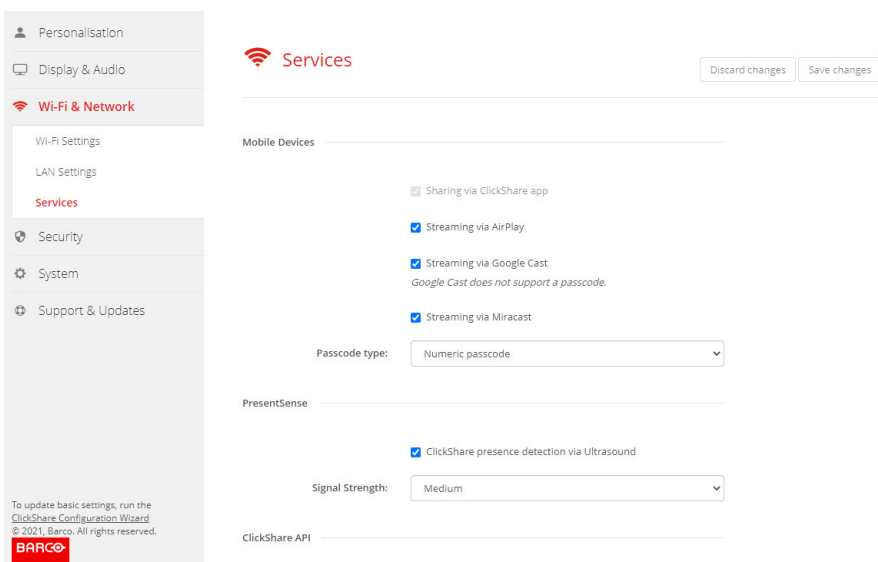 Personalisation
Display & Audio
Wi-Fi & Network
Wi-Fi Settings
LAN Settings
Services
Security
System
Support & Updates
To update basic settings, run the
ClickShare Configuration Wizard
© 2021, Barco. All rights reserved.
BARCO
Services
Discard changes
Save changes
Mobile Devices
Sharing via ClickShare app
Streaming via AirPlay
Streaming via Google Cast
Google Cast does not support a passcode.
Streaming via Miracast
Passcode type: Numeric passcode
PresentSense
ClickShare presence detection via Ultrasound
Signal Strength: Medium
ClickShare API